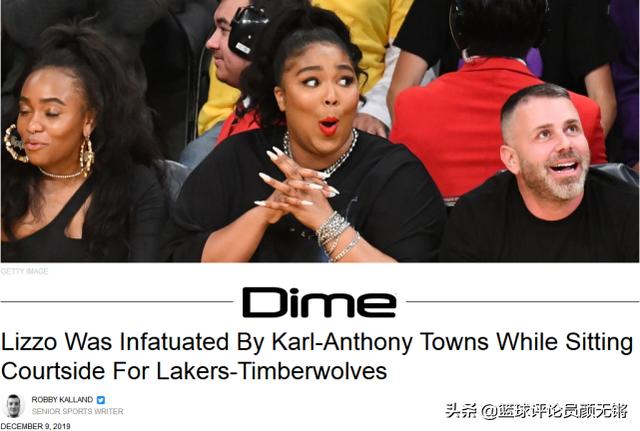 GETTY IMAGE
Dime
Lizzo Was Infatuated By Karl-Anthony Towns While Sitting
Courtside For Lakers-Timberwolves
ROBBY KALLAND
SENIOR SPORTS WRITER
DECEMBER 9, 2019
头条 @篮球评论员颜无锵